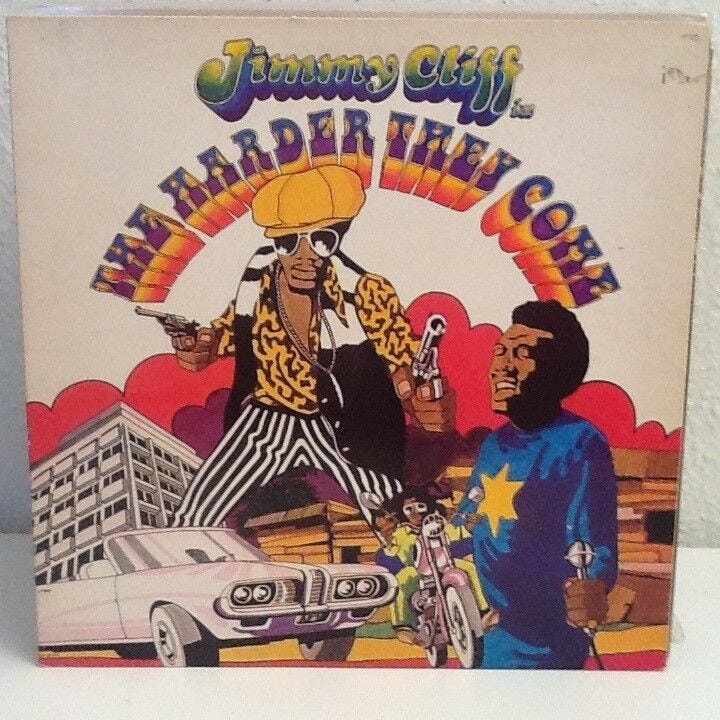 Jimmy Cliff
in
THE HARDER THEY COME